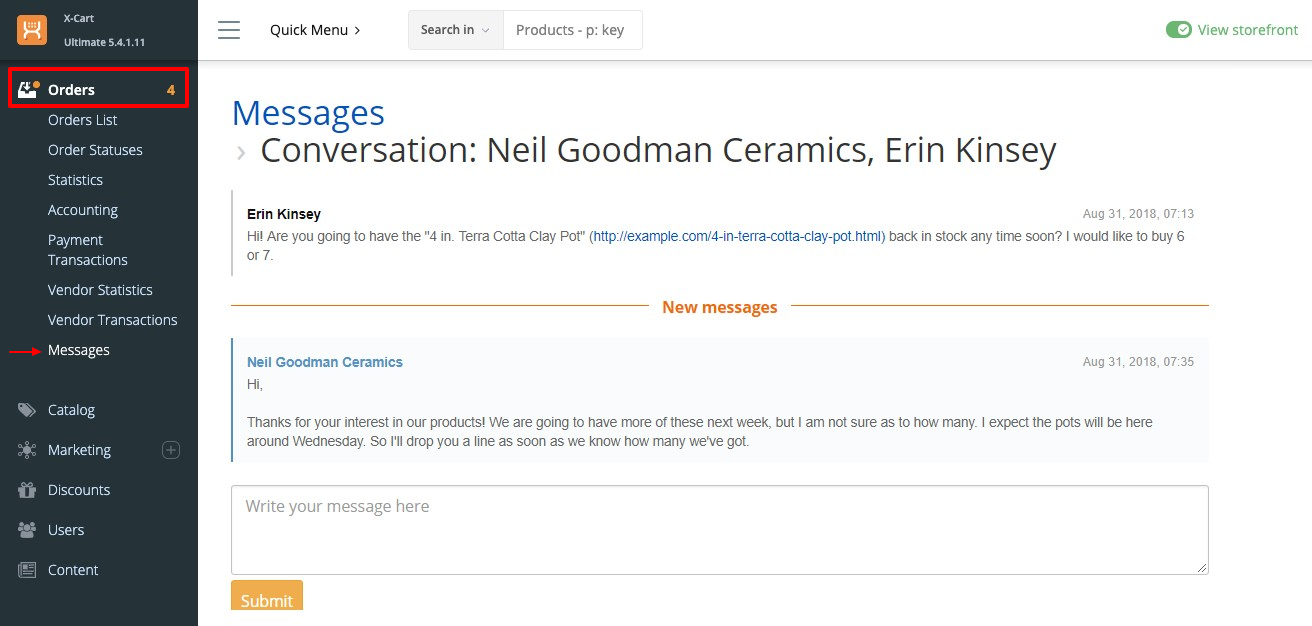 X-Cart
Ultimate 5.4.1.11
Quick Menu
Search in
Products - p: key
View storefront
Orders 4
Orders List
Order Statuses
Statistics
Accounting
Payment
Transactions
Vendor Statistics
Vendor Transactions
Messages
Catalog
Marketing
Discounts
Users
Content
Messages
Conversation: Neil Goodman Ceramics, Erin Kinsey
Erin Kinsey Aug 31, 2018, 07:13
Hi! Are you going to have the "4 in. Terra Cotta Clay Pot" (http://example.com/4-in-terra-cotta-clay-pot.html) back in stock any time soon? I would like to buy 6
or 7.
New messages
Neil Goodman Ceramics Aug 31, 2018, 07:35
Hi,
Thanks for your interest in our products! We are going to have more of these next week, but I am not sure as to how many. I expect the pots will be here
around Wednesday. So I'll drop you a line as soon as we know how many we've got.
Write your message here
Submit